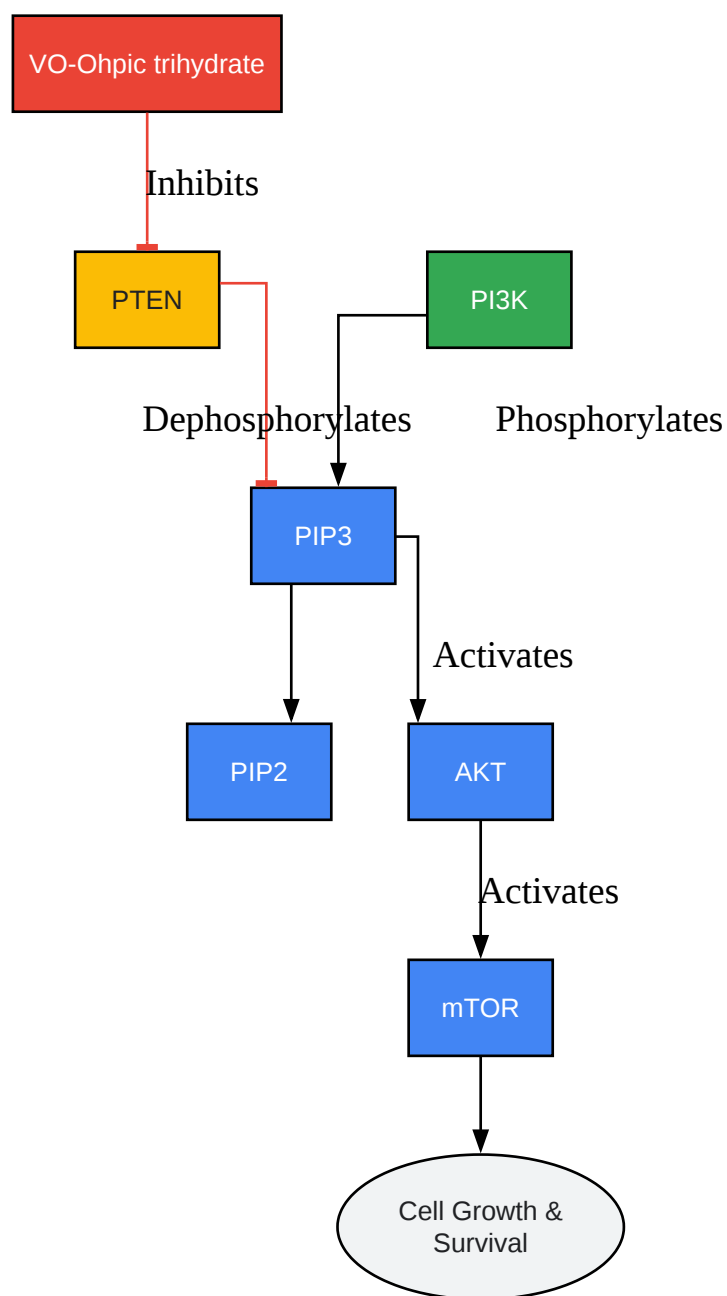 VO-Ohpic trihydrate
Inhibits
PTEN
PI3K
Dephosphorylates
Phosphorylates
PIP3
Activates
PIP2
AKT
Activates
mTOR
Cell Growth &
Survival